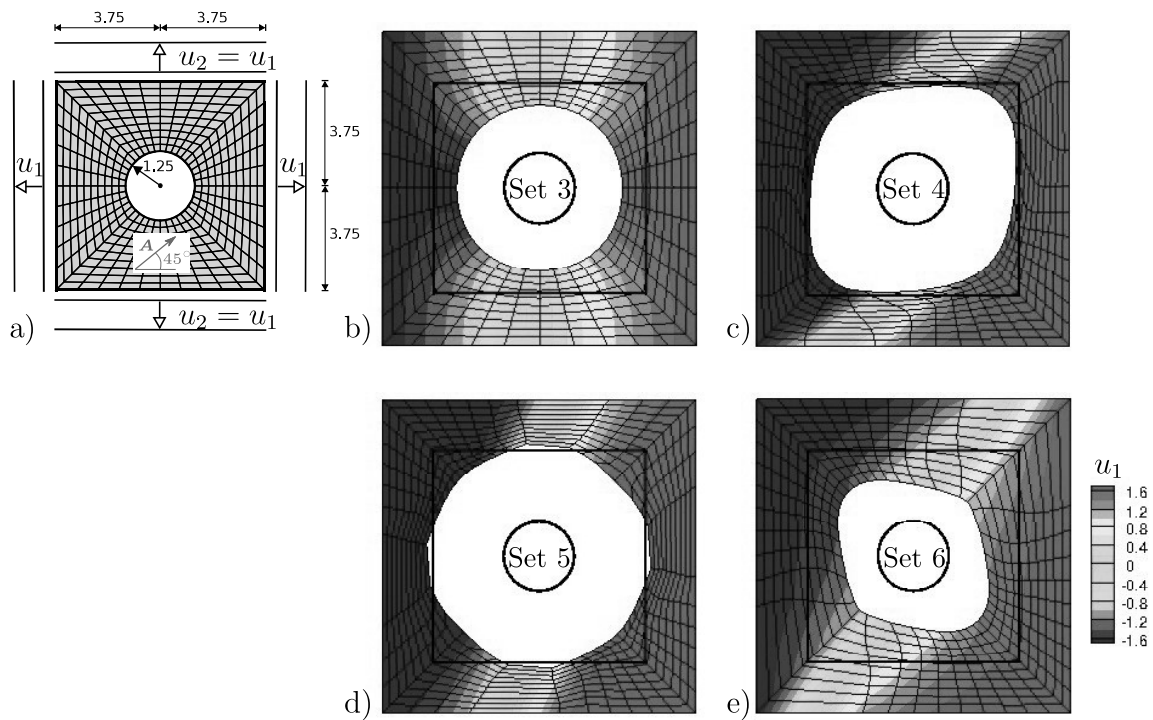 3.75 3.75
u₂ = u₁
u₁ u₁
1.25
3.75
3.75
A 45°
u₂ = u₁
a)
Set 3
b)
Set 4
c)
Set 5
d)
Set 6
e)
u₁
1.6
1.2
0.8
0.4
0
-0.4
-0.8
-1.2
-1.6